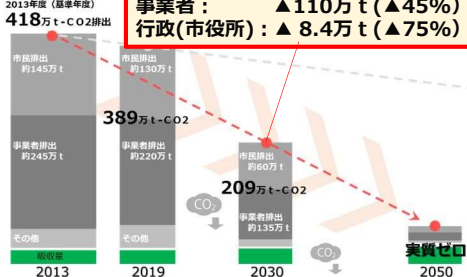 2013年度（基準年度）
418万t-CO2排出
事業者： ▲110万t(▲45%)
行政(市役所)：▲ 8.4万t(▲75%)
市民排出
約145万t
市民排出
約130万t
389万t-CO2
事業者排出
約245万t
事業者排出
約220万t
市民排出
約60万t
209万t-CO2
事業者排出
約135万t
CO2
CO2
その他
その他
吸収量
実質ゼロ
2013
2019
2030
2050